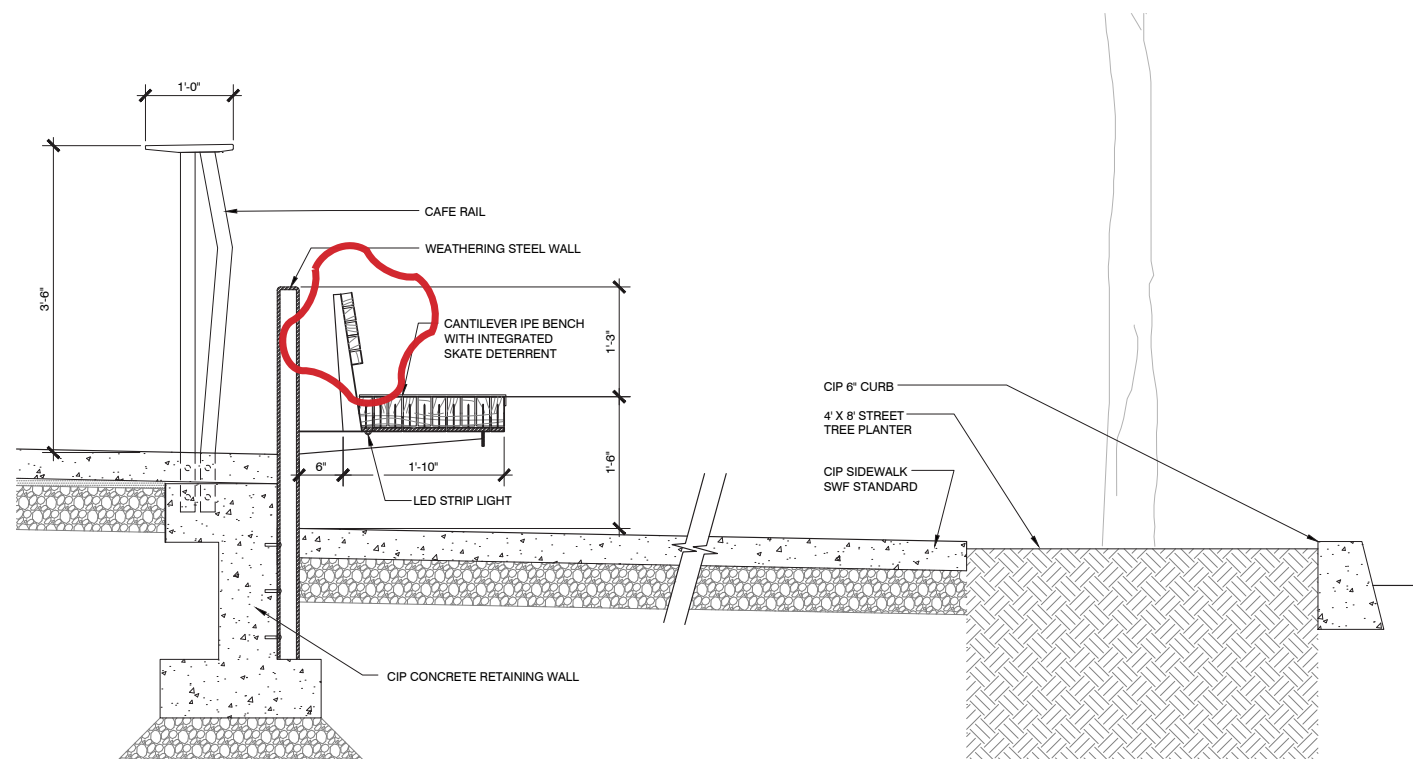 1'-0"
CAFE RAIL
WEATHERING STEEL WALL
3'-6"
CANTILEVER IPE BENCH
WITH INTEGRATED
SKATE DETERRENT
1'-3"
CIP 6" CURB
4' X 8' STREET
TREE PLANTER
6"
1'-10"
1'-6"
CIP SIDEWALK
SWF STANDARD
LED STRIP LIGHT
CIP CONCRETE RETAINING WALL